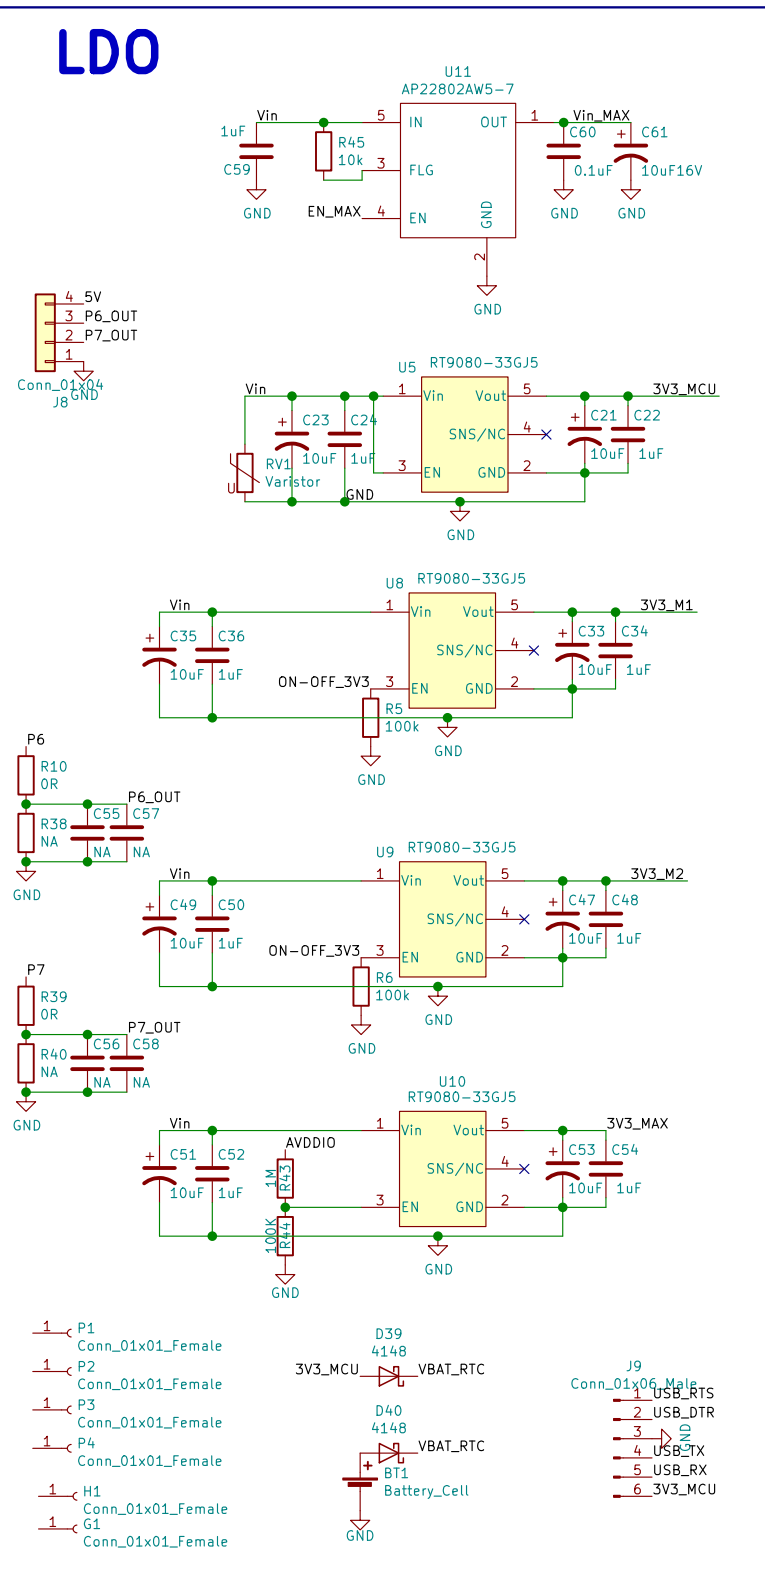 LDO
U11
AP22802AW5-7
Vin
1uF
C59
GND
R45
10k
5
IN
3
FLG
EN_MAX
4
EN
OUT
1
GND
2
GND
Vin_MAX
C60
0.1uF
GND
C61
10uF16V
GND
4
5V
3
P6_OUT
2
P7_OUT
1
Conn_01x04
J8
GND
U5
RT9080-33GJ5
Vin
C23
10uF
C24
1uF
RV1
Varistor
U
GND
1
Vin
3
EN
Vout
5
SNS/NC
4
GND
2
GND
3V3_MCU
C21
10uF
C22
1uF
U8
RT9080-33GJ5
Vin
C35
10uF
C36
1uF
1
Vin
ON-OFF_3V3
3
EN
R5
100k
GND
Vout
5
SNS/NC
4
GND
2
GND
3V3_M1
C33
10uF
C34
1uF
P6
R10
0R
P6_OUT
R38
NA
C55
NA
C57
NA
GND
U9
RT9080-33GJ5
Vin
C49
10uF
C50
1uF
1
Vin
ON-OFF_3V3
3
EN
R6
100k
GND
Vout
5
SNS/NC
4
GND
2
GND
3V3_M2
C47
10uF
C48
1uF
P7
R39
0R
P7_OUT
R40
NA
C56
NA
C58
NA
GND
U10
RT9080-33GJ5
Vin
C51
10uF
C52
1uF
AVDDIO
1M
R43
100K
R44
GND
1
Vin
3
EN
Vout
5
SNS/NC
4
GND
2
GND
3V3_MAX
C53
10uF
C54
1uF
1
P1
Conn_01x01_Female
1
P2
Conn_01x01_Female
1
P3
Conn_01x01_Female
1
P4
Conn_01x01_Female
1
H1
Conn_01x01_Female
1
G1
Conn_01x01_Female
D39
4148
3V3_MCU
VBAT_RTC
D40
4148
VBAT_RTC
BT1
Battery_Cell
GND
J9
Conn_01x06_Male
1
USB_RTS
2
USB_DTR
3
GND
4
USB_TX
5
USB_RX
6
3V3_MCU